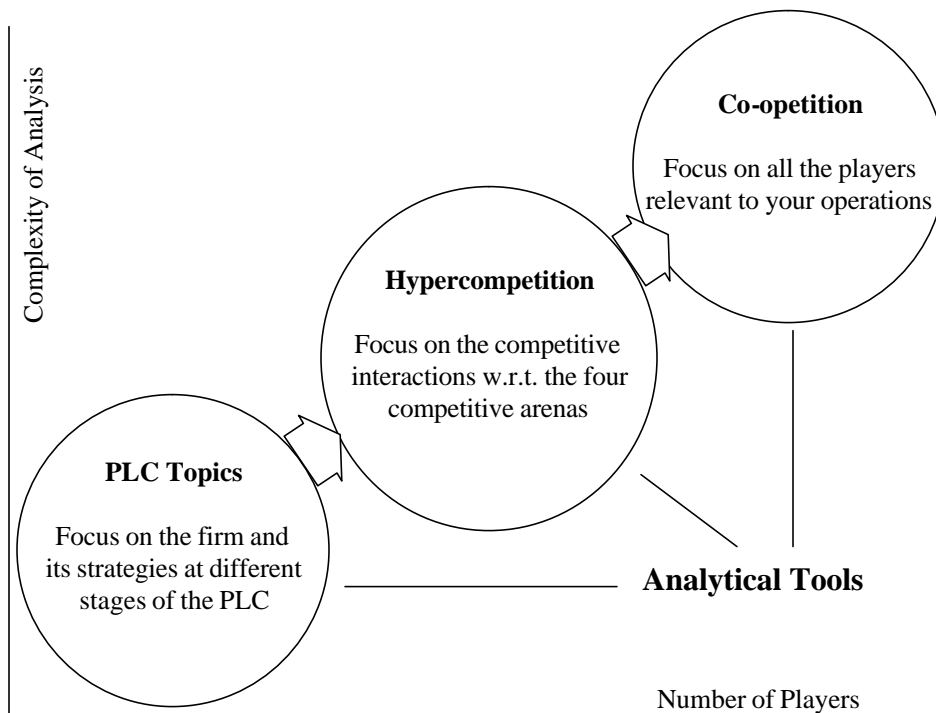 Complexity of Analysis
Co-opetition
Focus on all the players
relevant to your operations
Hypercompetition
Focus on the competitive
interactions w.r.t. the four
competitive arenas
PLC Topics
Focus on the firm and
its strategies at different
stages of the PLC
Analytical Tools
Number of Players